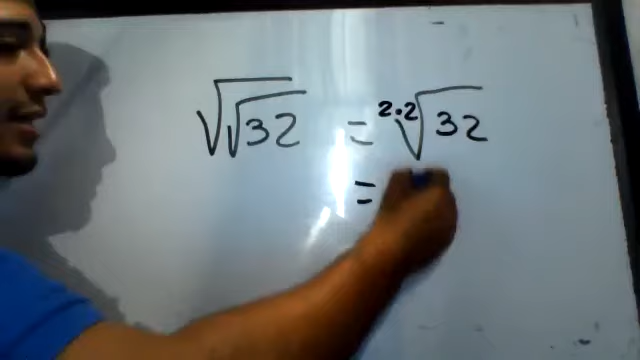 √√32 = ²·²√32
=